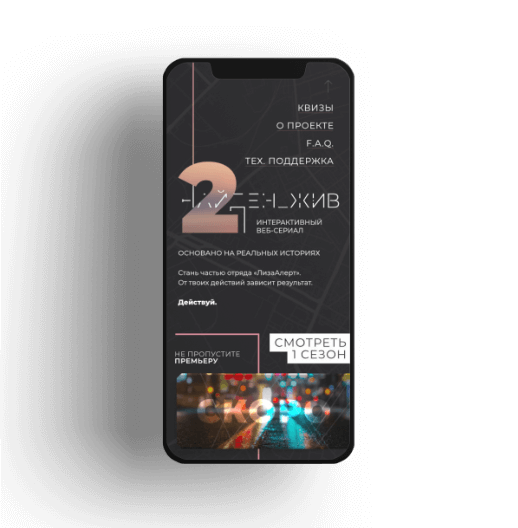 КВИЗЫ
О ПРОЕКТЕ
F.A.Q.
ТЕХ. ПОДДЕРЖКА
2
НАЙДЕН_ЖИВ
ИНТЕРАКТИВНЫЙ
ВЕБ-СЕРИАЛ
ОСНОВАНО НА РЕАЛЬНЫХ ИСТОРИЯХ
Стань частью отряда «ЛизаАлерт».
От твоих действий зависит результат.
Действуй.
СМОТРЕТЬ
1 СЕЗОН
НЕ ПРОПУСТИТЕ
ПРЕМЬЕРУ
СКОРО